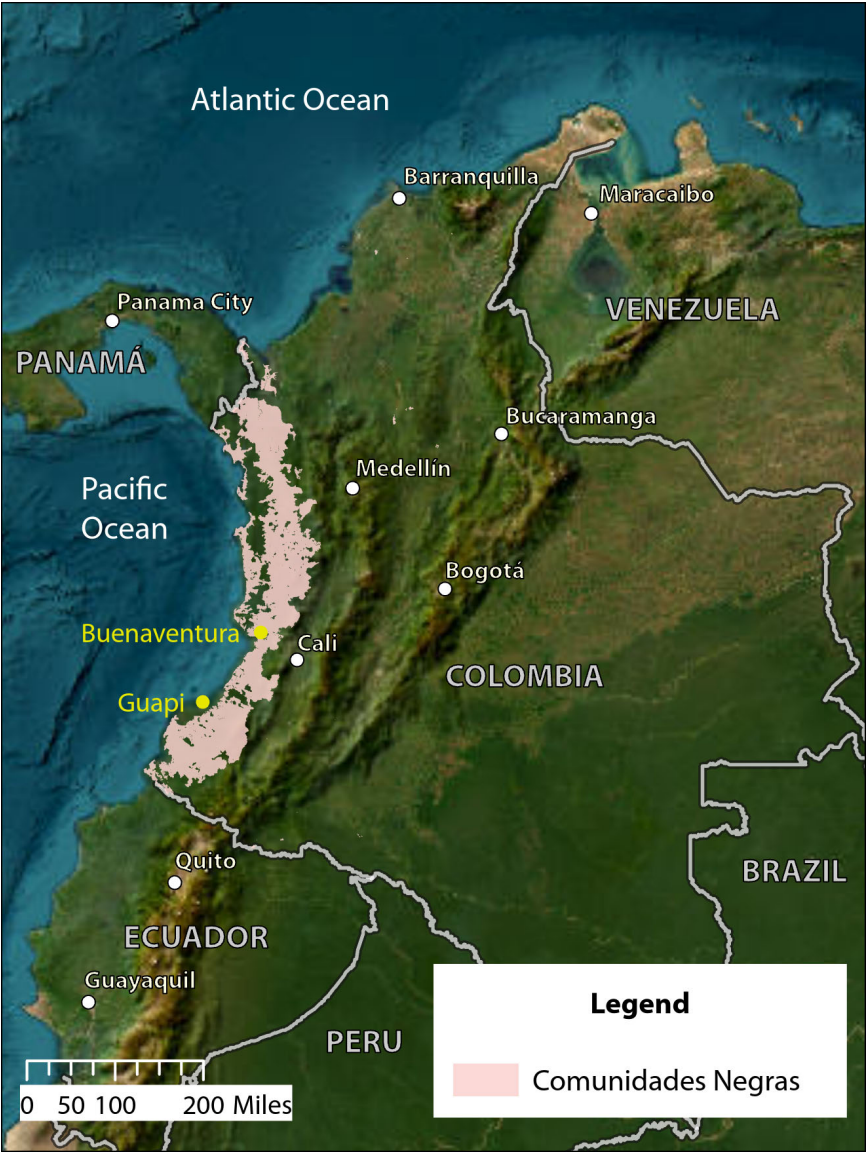 Atlantic Ocean
Barranquilla
Maracaibo
Panama City
VENEZUELA
PANAMÁ
Bucaramanga
Medellín
Pacific
Ocean
Bogotá
Buenaventura
Cali
COLOMBIA
Guapi
Quito
BRAZIL
ECUADOR
Guayaquil
Legend
PERU
Comunidades Negras
0 50 100 200 Miles